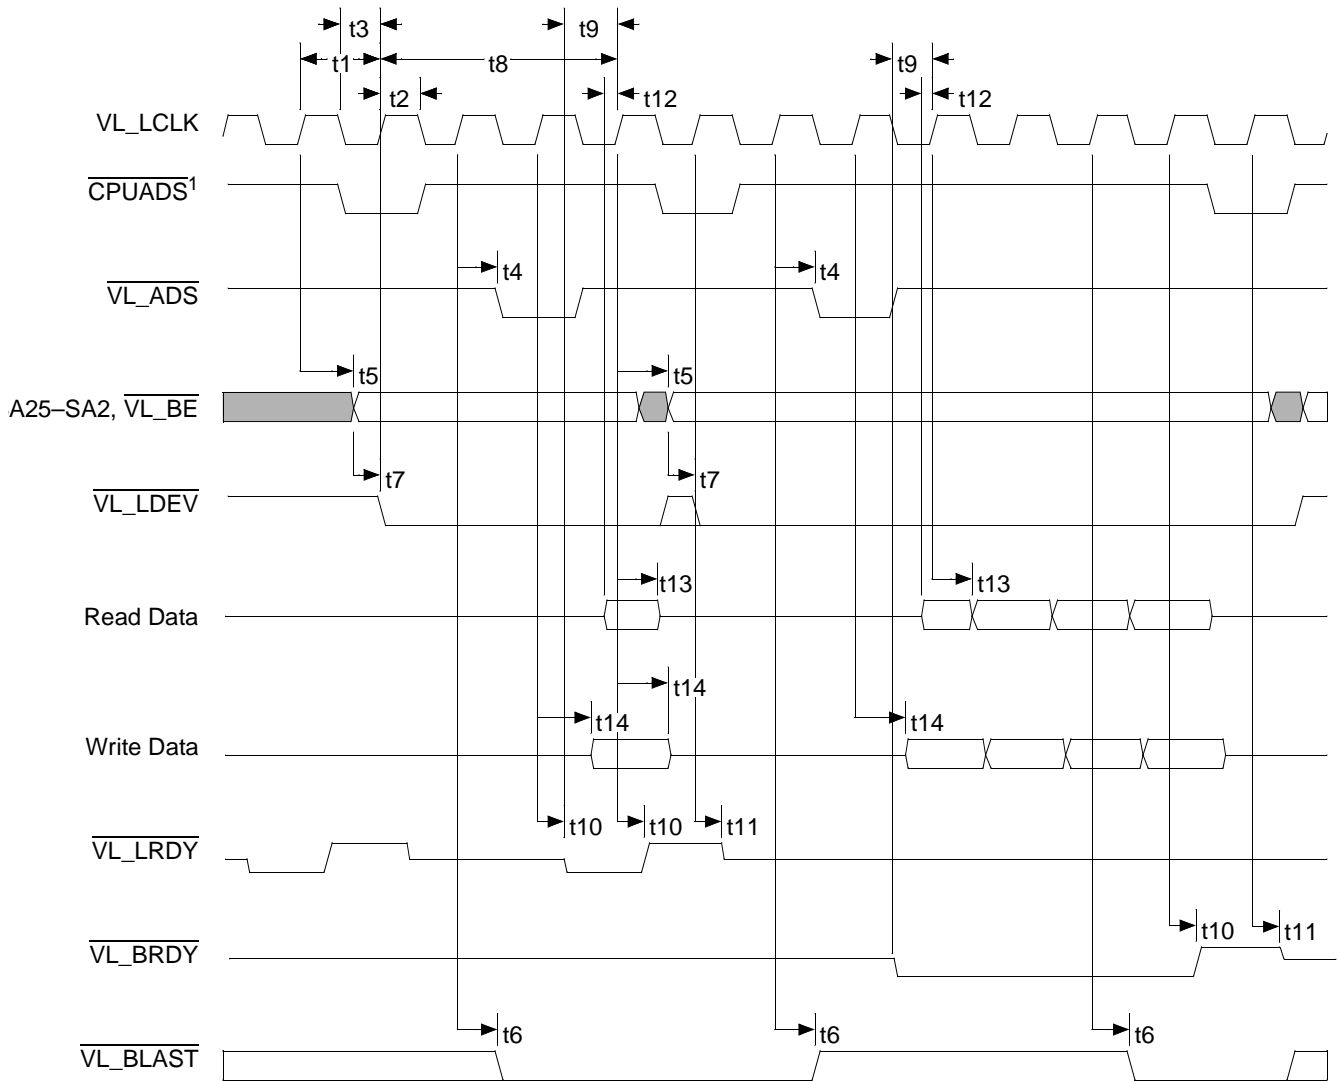 t3 t9
t1 t8 t9
t2 t12 t12
VL_LCLK
CPUADS1
t4 t4
VL_ADS
t5 t5
A25–SA2, VL_BE
t7 t7
VL_LDEV
t13 t13
Read Data
t14
t14 t14
Write Data
t10 t10 t11
VL_LRDY
t10 t11
VL_BRDY
t6 t6 t6
VL_BLAST